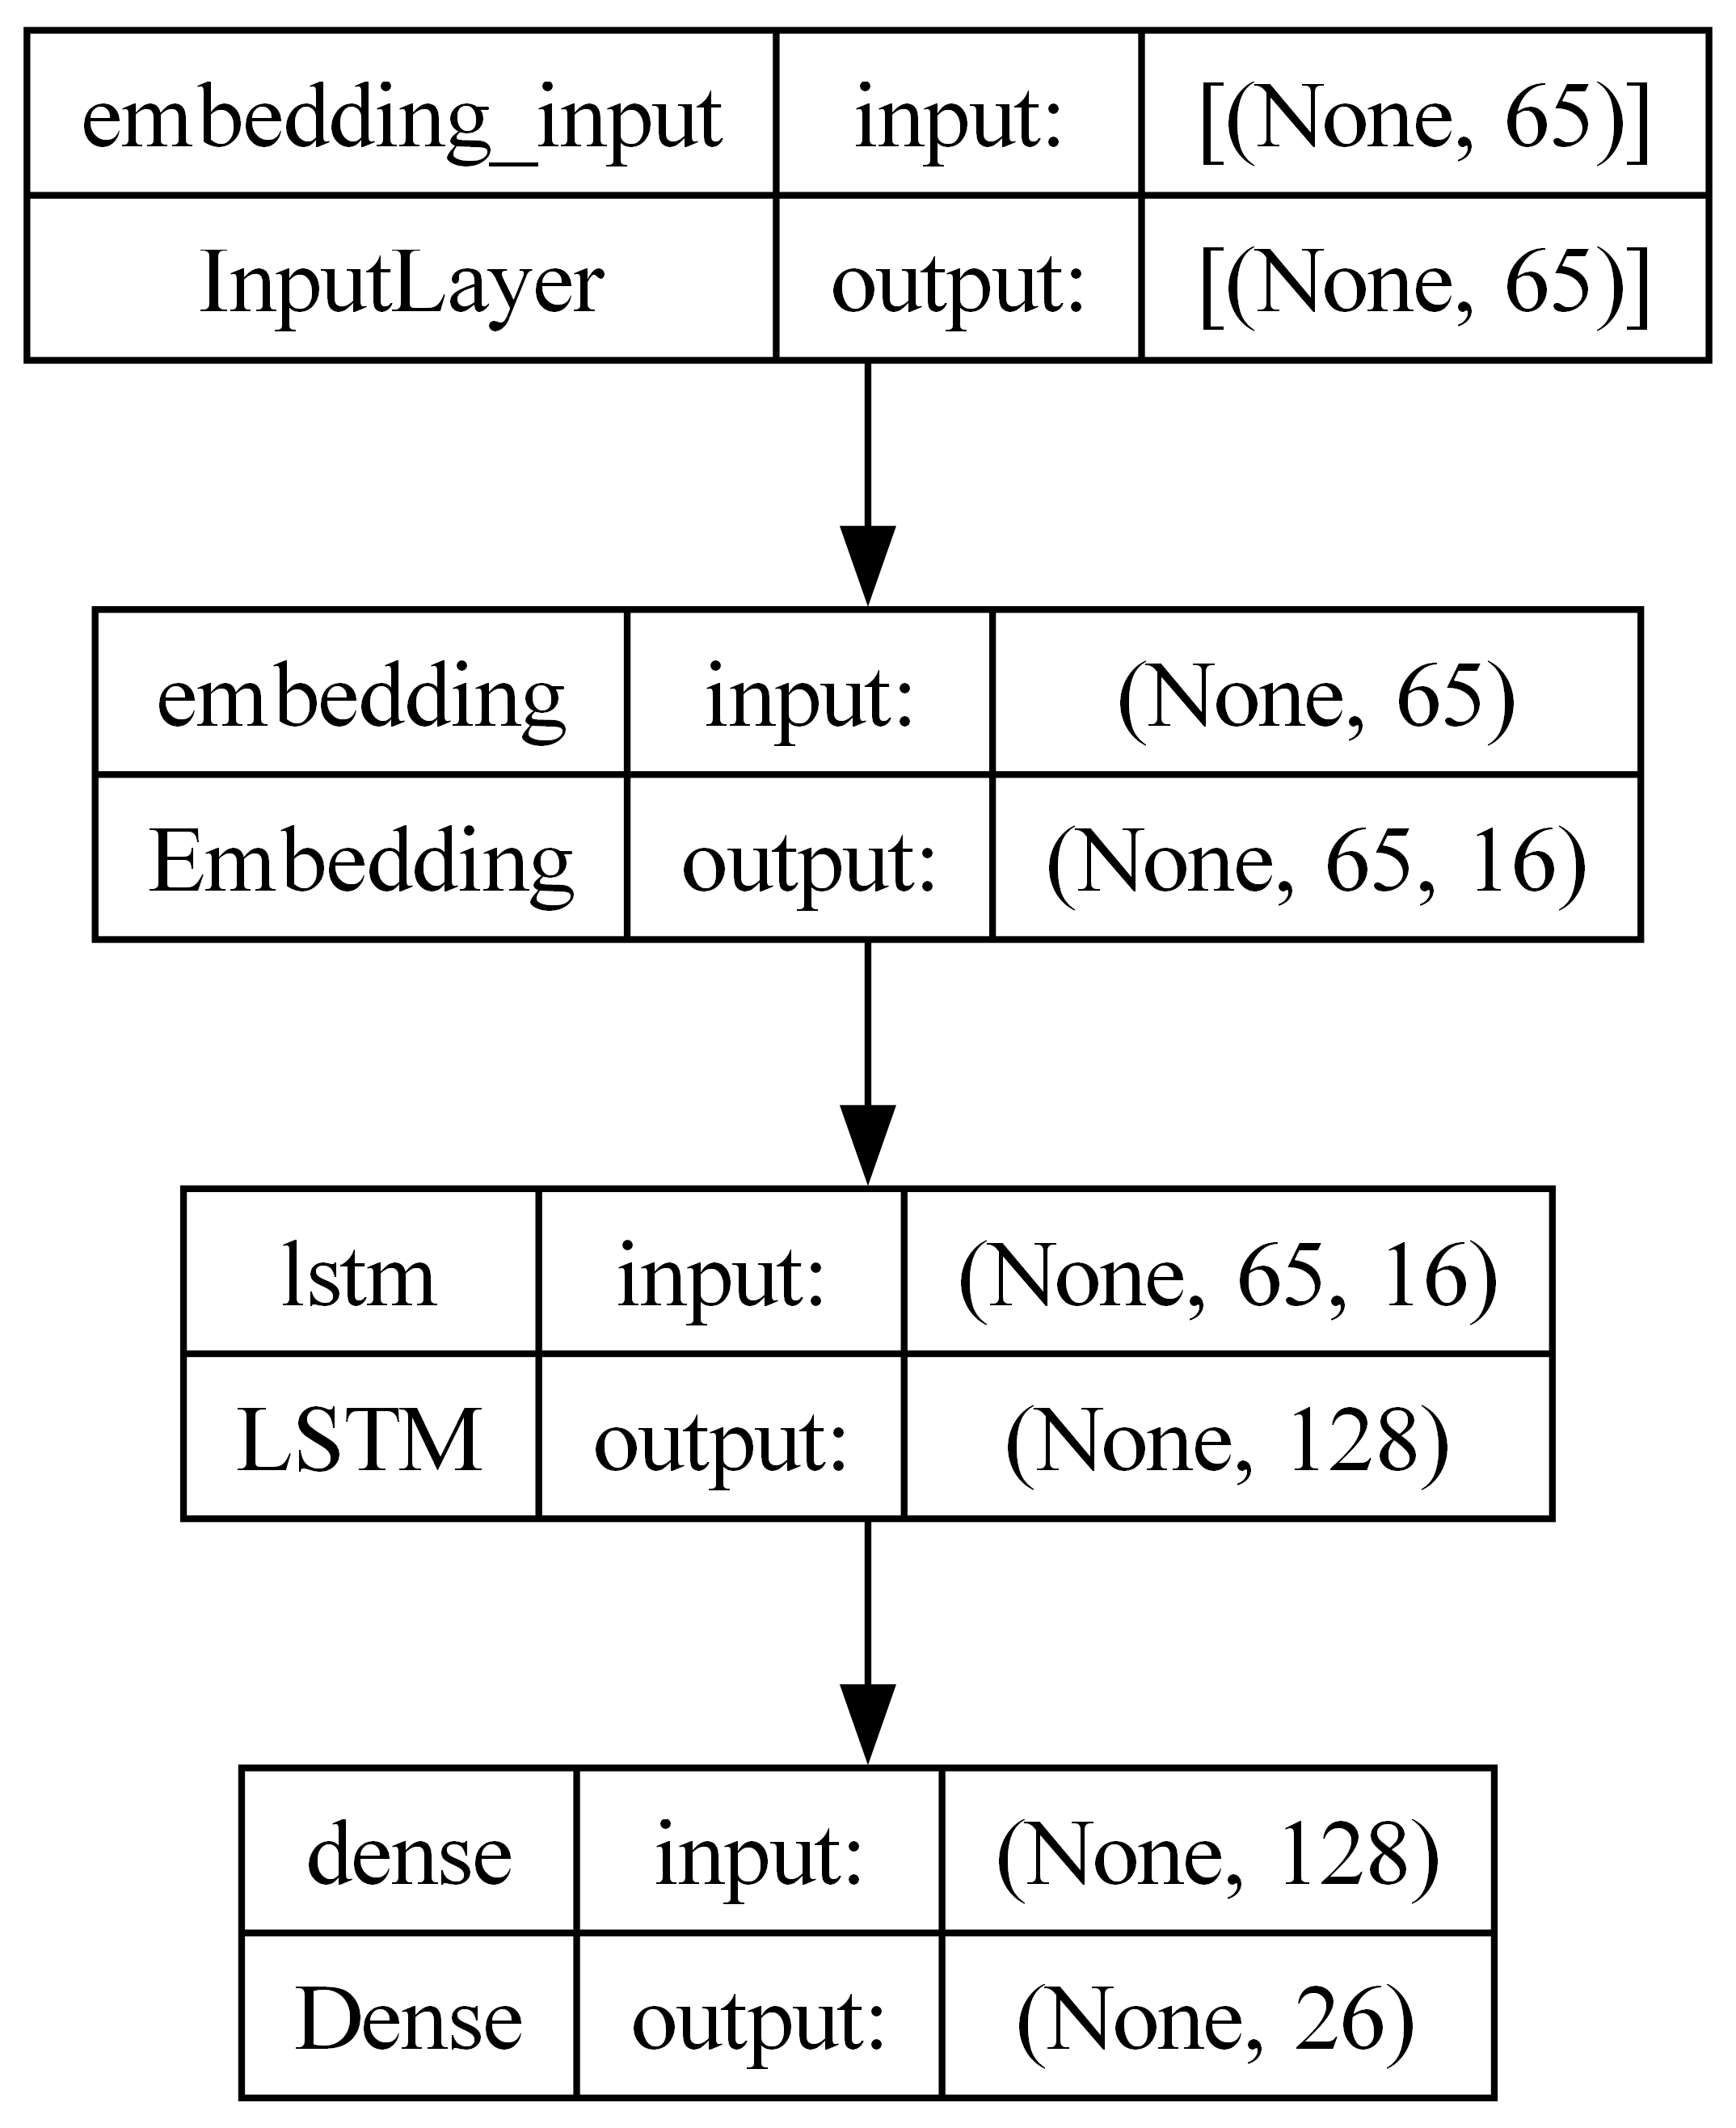 embedding_input input: [(None, 65)]
InputLayer output: [(None, 65)]
embedding input: (None, 65)
Embedding output: (None, 65, 16)
lstm input: (None, 65, 16)
LSTM output: (None, 128)
dense input: (None, 128)
Dense output: (None, 26)